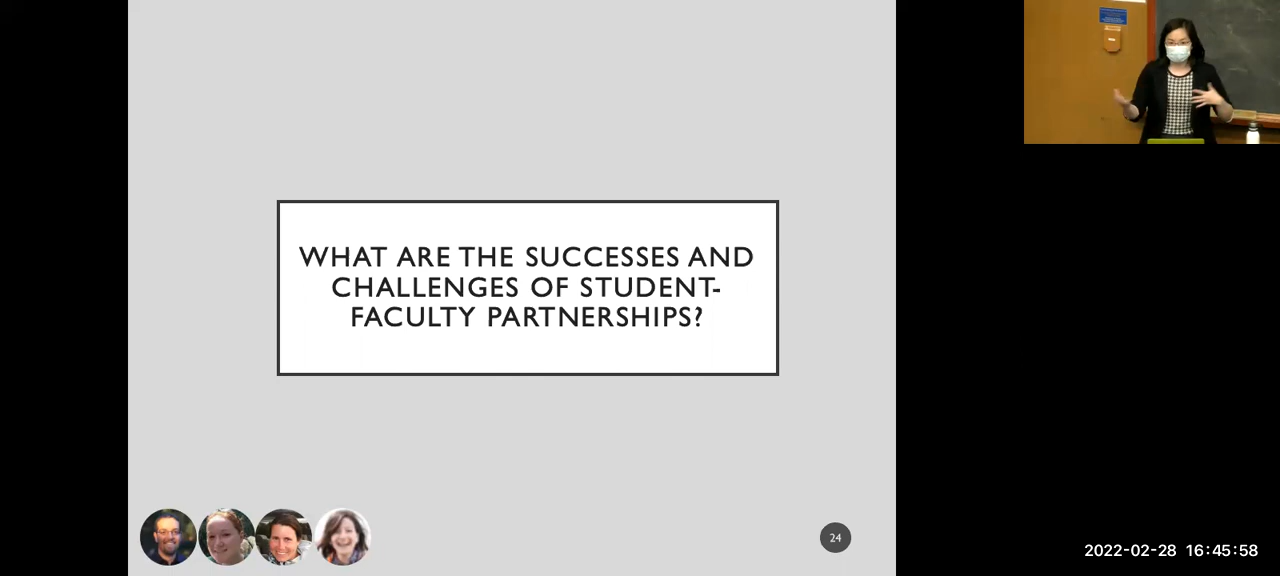 WHAT ARE THE SUCCESSES AND
CHALLENGES OF STUDENT-
FACULTY PARTNERSHIPS?
24
2022-02-28 16:45:58